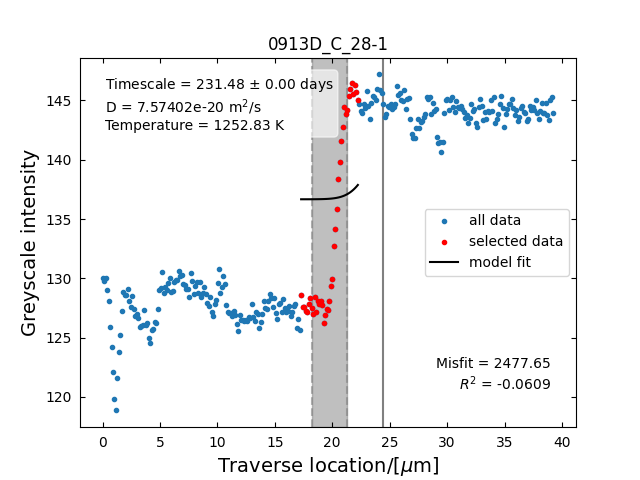 0913D_C_28-1
Timescale = 231.48 ± 0.00 days
D = 7.57402e-20 m²/s
Temperature = 1252.83 K
145
140
135
130
125
120
Greyscale intensity
all data
selected data
model fit
Misfit = 2477.65
R² = -0.0609
0 5 10 15 20 25 30 35 40
Traverse location/[μm]